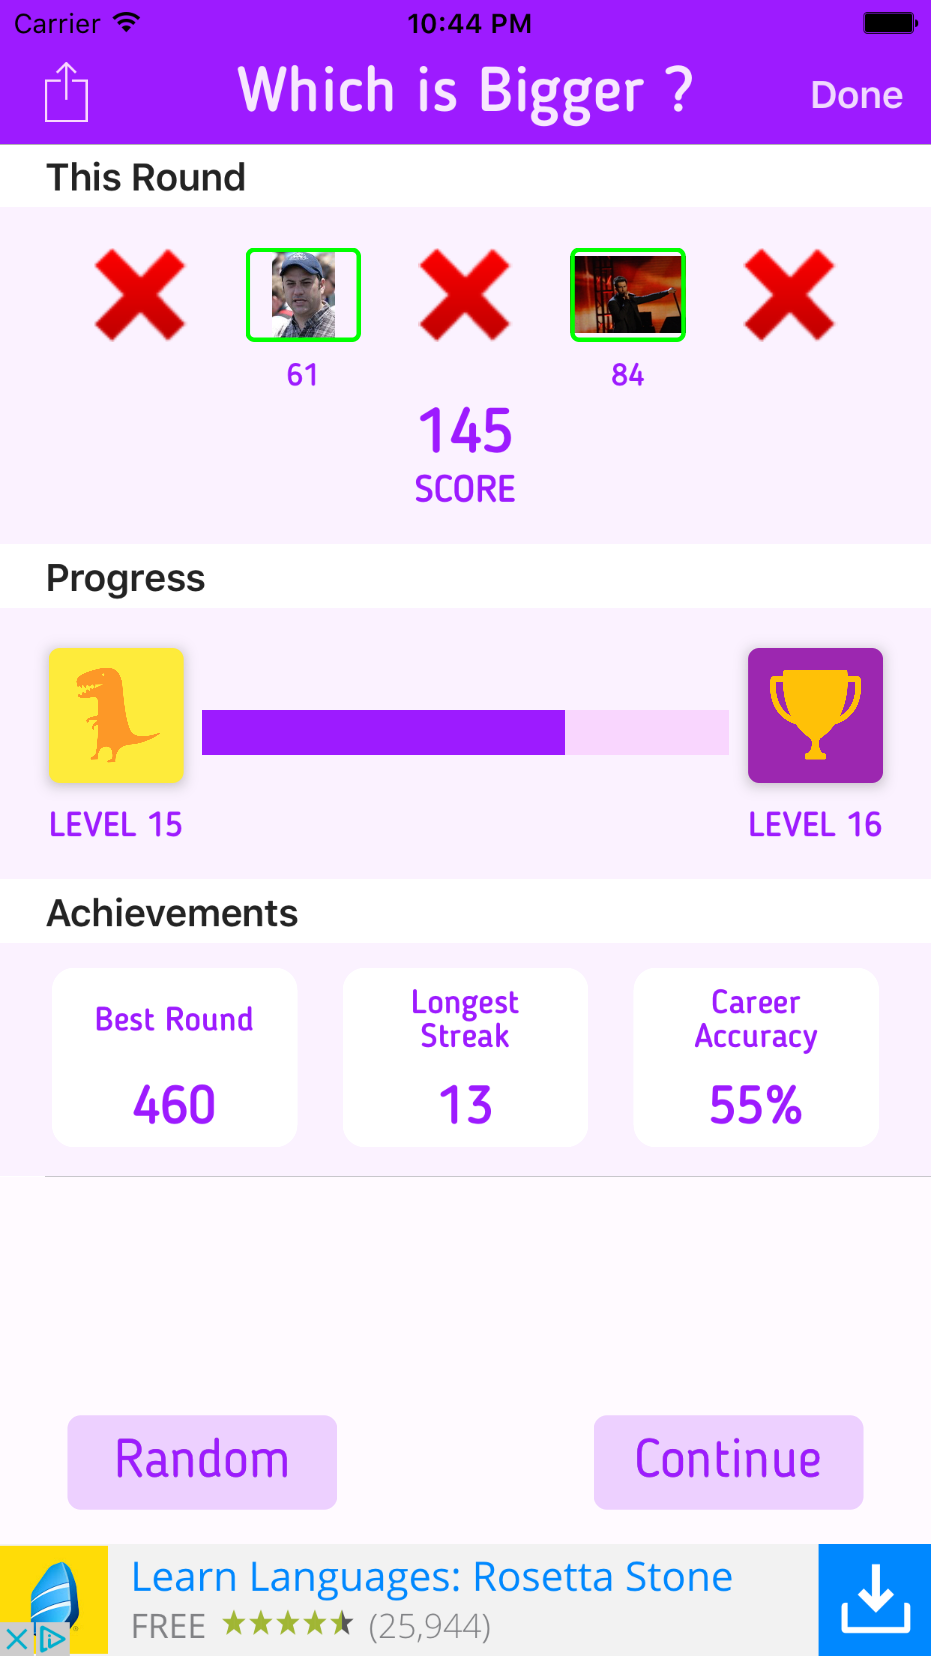 Carrier
10:44 PM
Which is Bigger ?
Done
This Round
61
84
145
SCORE
Progress
LEVEL 15
LEVEL 16
Achievements
Best Round
460
Longest
Streak
13
Career
Accuracy
55%
Random
Continue
Learn Languages: Rosetta Stone
FREE
(25,944)